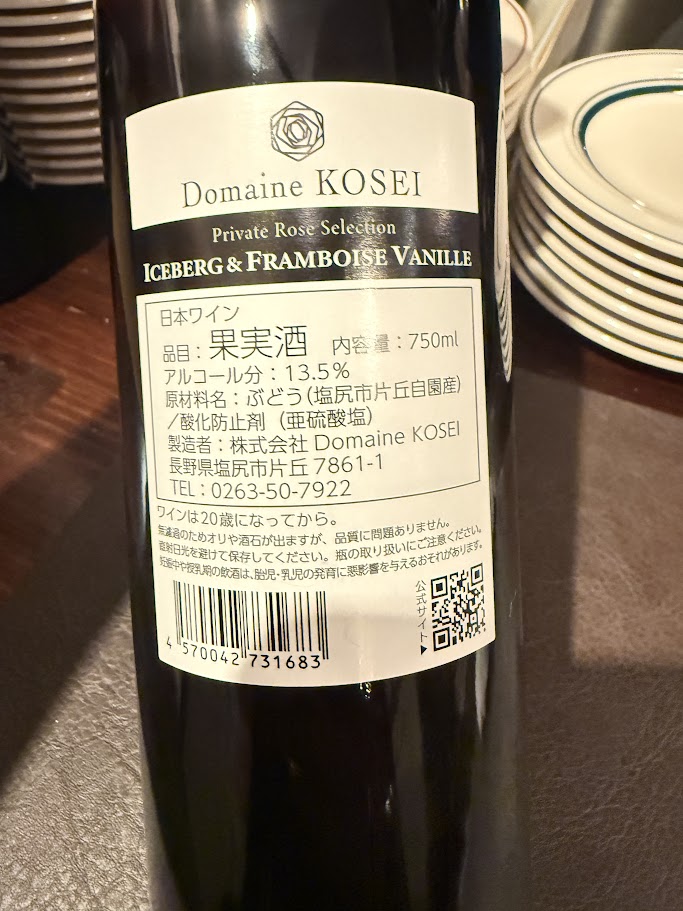 Domaine KOSEI
Private Rose Selection
ICEBERG & FRAMBOISE VANILLE
日本ワイン
品目：果実酒 内容量：750ml
アルコール分：13.5%
原材料名：ぶどう（塩尻市片丘自園産）
／酸化防止剤（亜硫酸塩）
製造者：株式会社 Domaine KOSEI
長野県塩尻市片丘 7861-1
TEL：0263-50-7922
ワインは20歳になってから。
無濾過のためオリや酒石が出ますが、品質に問題ありません。
直射日光を避けて保存してください。瓶の取り扱いにご注意ください。
妊娠中や授乳期の飲酒は、胎児・乳児の発育に悪影響を与えるおそれがあります。
公式サイト▶
4 570042 731683